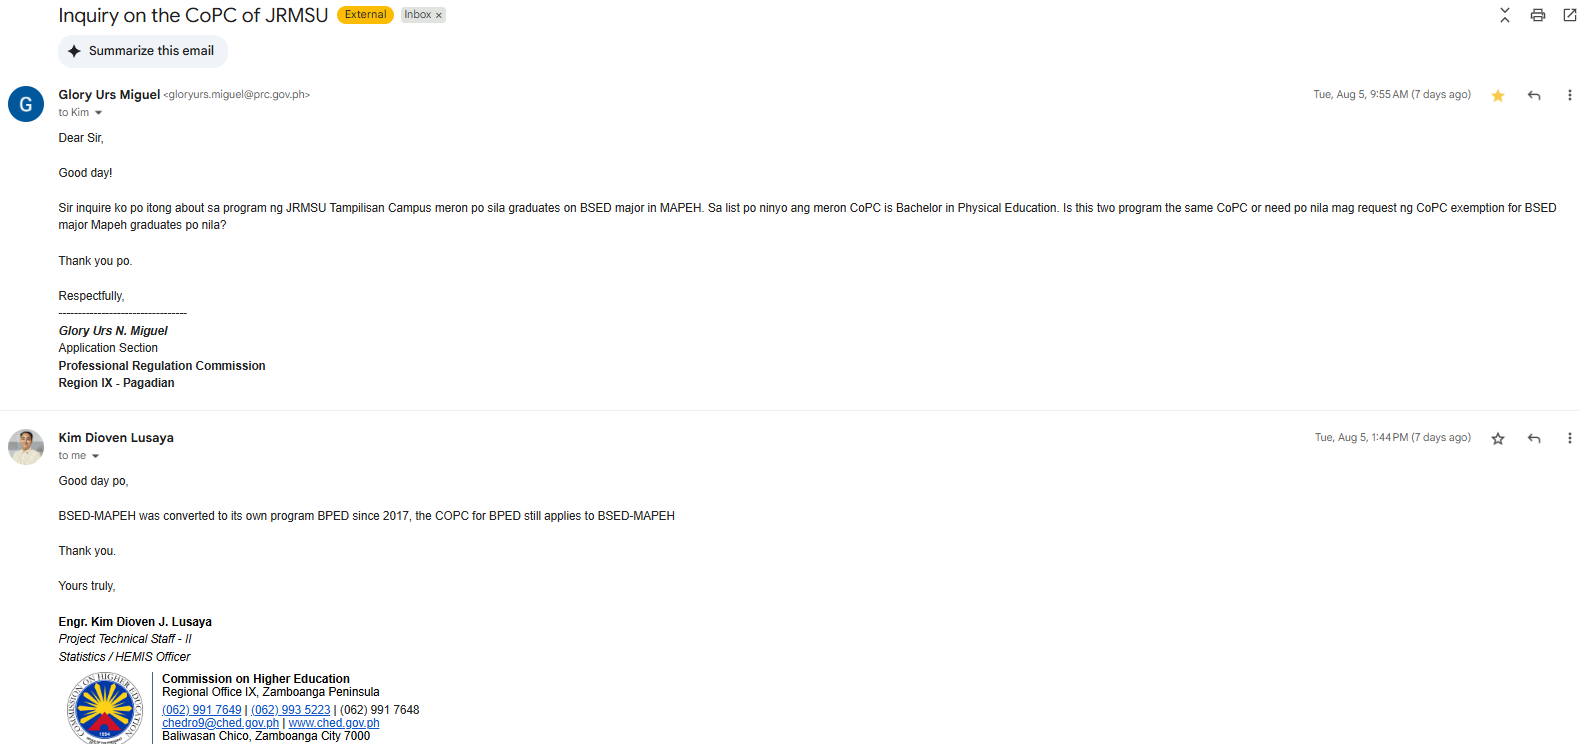 Inquiry on the CoPC of JRMSU External Inbox ×
Summarize this email
G
Glory Urs Miguel <gloryurs.miguel@prc.gov.ph>
Tue, Aug 5, 9:55 AM (7 days ago)
to Kim
Dear Sir,
Good day!
Sir inquire ko po itong about sa program ng JRMSU Tampilisan Campus meron po sila graduates on BSED major in MAPEH. Sa list po ninyo ang meron CoPC is Bachelor in Physical Education. Is this two program the same CoPC or need po nila mag request ng CoPC exemption for BSED
major Mapeh graduates po nila?
Thank you po.
Respectfully,
---------------------------------
Glory Urs N. Miguel
Application Section
Professional Regulation Commission
Region IX - Pagadian
Kim Dioven Lusaya
Tue, Aug 5, 1:44 PM (7 days ago)
to me
Good day po,
BSED-MAPEH was converted to its own program BPED since 2017, the COPC for BPED still applies to BSED-MAPEH
Thank you.
Yours truly,
Engr. Kim Dioven J. Lusaya
Project Technical Staff - II
Statistics / HEMIS Officer
COMMISSION ON HIGHER EDUCATION
1994
Commission on Higher Education
Regional Office IX, Zamboanga Peninsula
(062) 991 7649 | (062) 993 5223 | (062) 991 7648
chedro9@ched.gov.ph | www.ched.gov.ph
Baliwasan Chico, Zamboanga City 7000